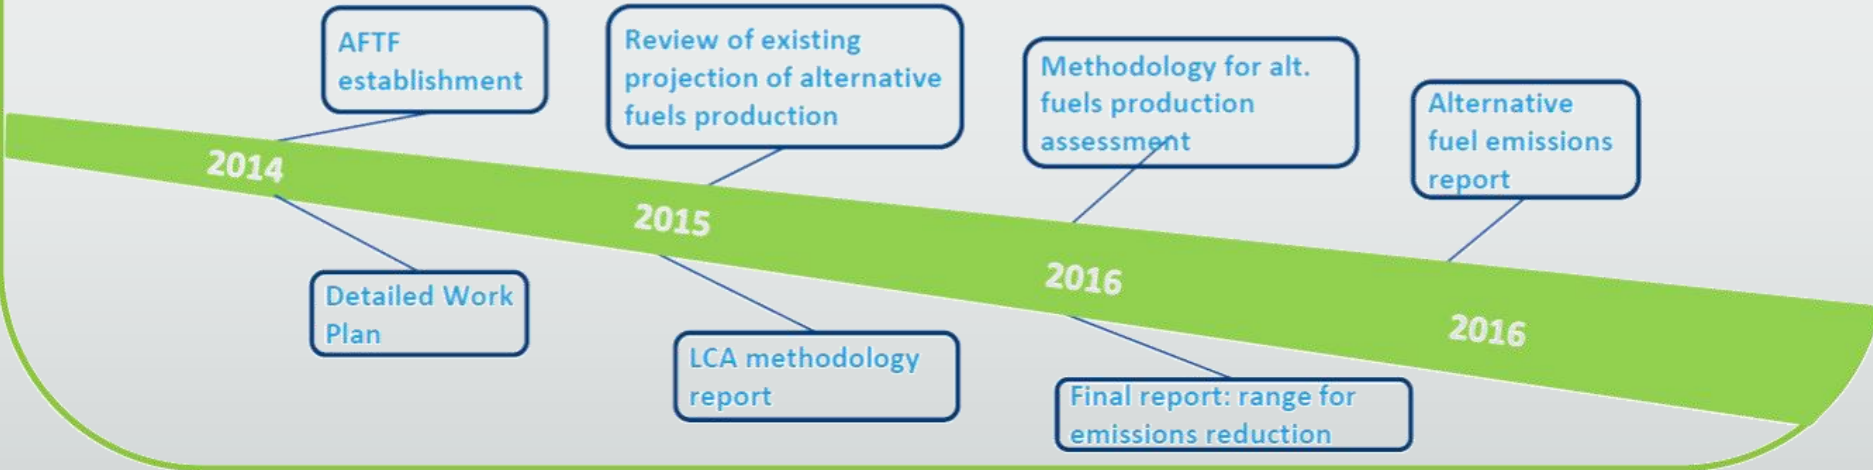 AFTF
establishment
Review of existing
projection of alternative
fuels production
Methodology for alt.
fuels production
assessment
Alternative
fuel emissions
report
2014
2015
2016
2016
Detailed Work
Plan
LCA methodology
report
Final report: range for
emissions reduction